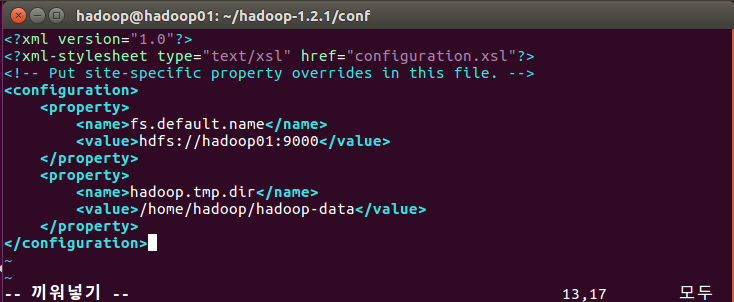 hadoop@hadoop01: ~/hadoop-1.2.1/conf
<?xml version="1.0"?>
<?xml-stylesheet type="text/xsl" href="configuration.xsl"?>
<!-- Put site-specific property overrides in this file. -->
<configuration>
    <property>
        <name>fs.default.name</name>
        <value>hdfs://hadoop01:9000</value>
    </property>
    <property>
        <name>hadoop.tmp.dir</name>
        <value>/home/hadoop/hadoop-data</value>
    </property>
</configuration>
~
~
-- 끼워넣기 -- 13,17 모두